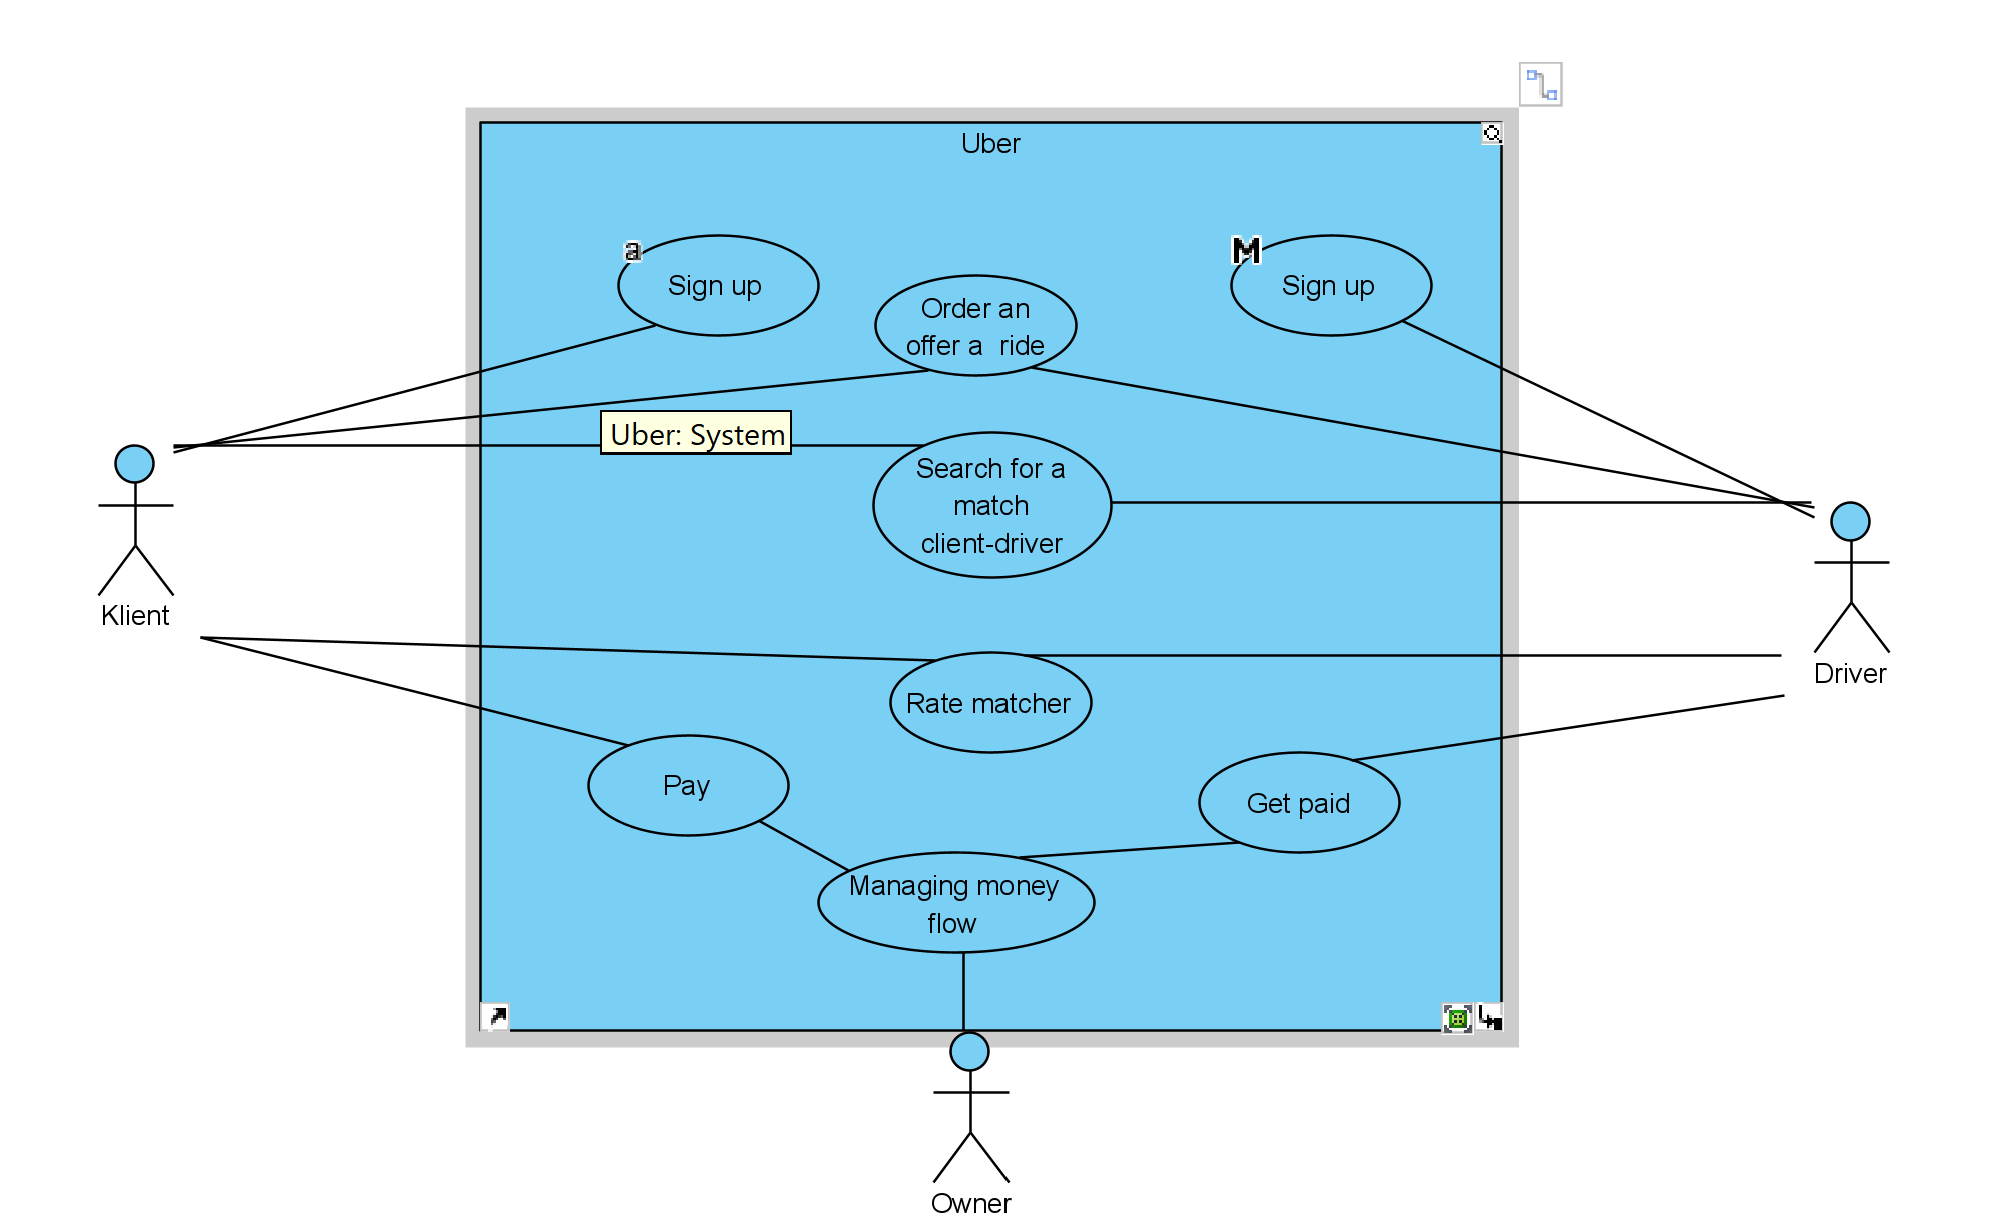 Uber
a
Sign up
M
Sign up
Order an
offer a ride
Uber: System
Search for a
match
client-driver
Klient
Driver
Rate matcher
Pay
Get paid
Managing money
flow
Owner